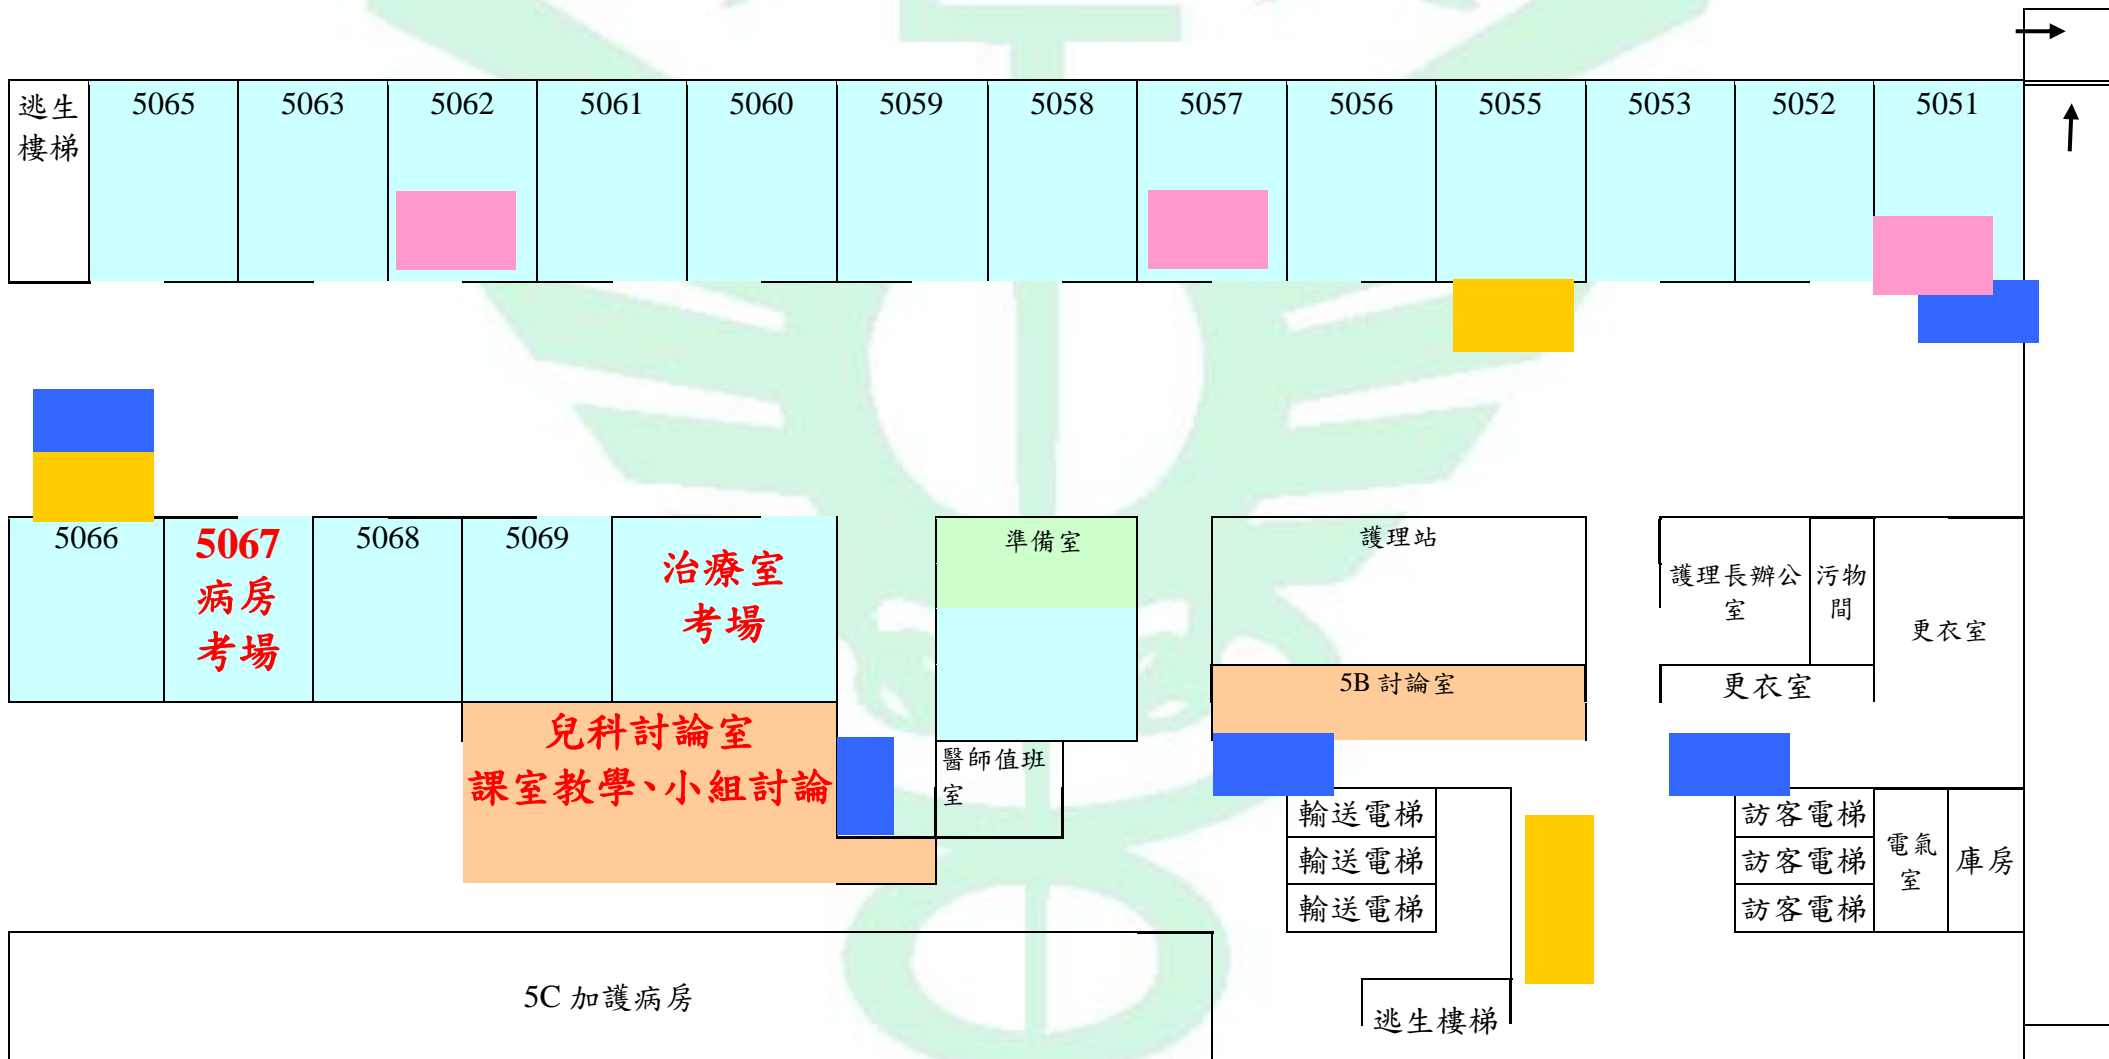 逃生
樓梯
5065
5063
5062
5061
5060
5059
5058
5057
5056
5055
5053
5052
5051
5066
5067
病房
考場
5068
5069
治療室
考場
準備室
護理站
護理長辦公
室
污物
間
更衣室
5B 討論室
更衣室
兒科討論室
課室教學、小組討論
醫師值班
室
輸送電梯
輸送電梯
輸送電梯
訪客電梯
訪客電梯
訪客電梯
電氣
室
庫房
5C 加護病房
逃生樓梯